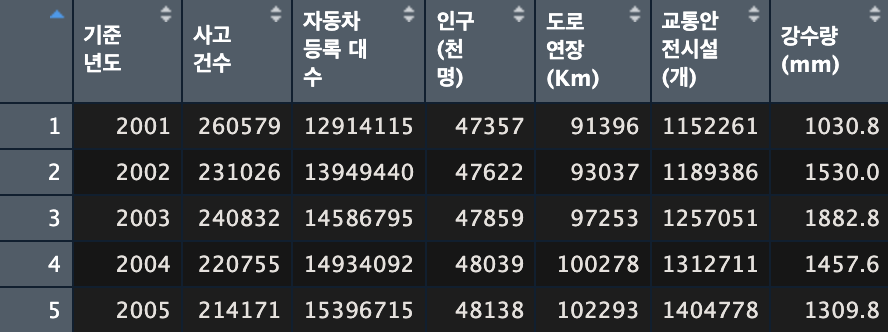 기준 년도 사고 건수 자동차 등록 대 수 인구 (천 명) 도로 연장 (Km) 교통안 전시설 (개) 강수량 (mm)
1 2001 260579 12914115 47357 91396 1152261 1030.8
2 2002 231026 13949440 47622 93037 1189386 1530.0
3 2003 240832 14586795 47859 97253 1257051 1882.8
4 2004 220755 14934092 48039 100278 1312711 1457.6
5 2005 214171 15396715 48138 102293 1404778 1309.8